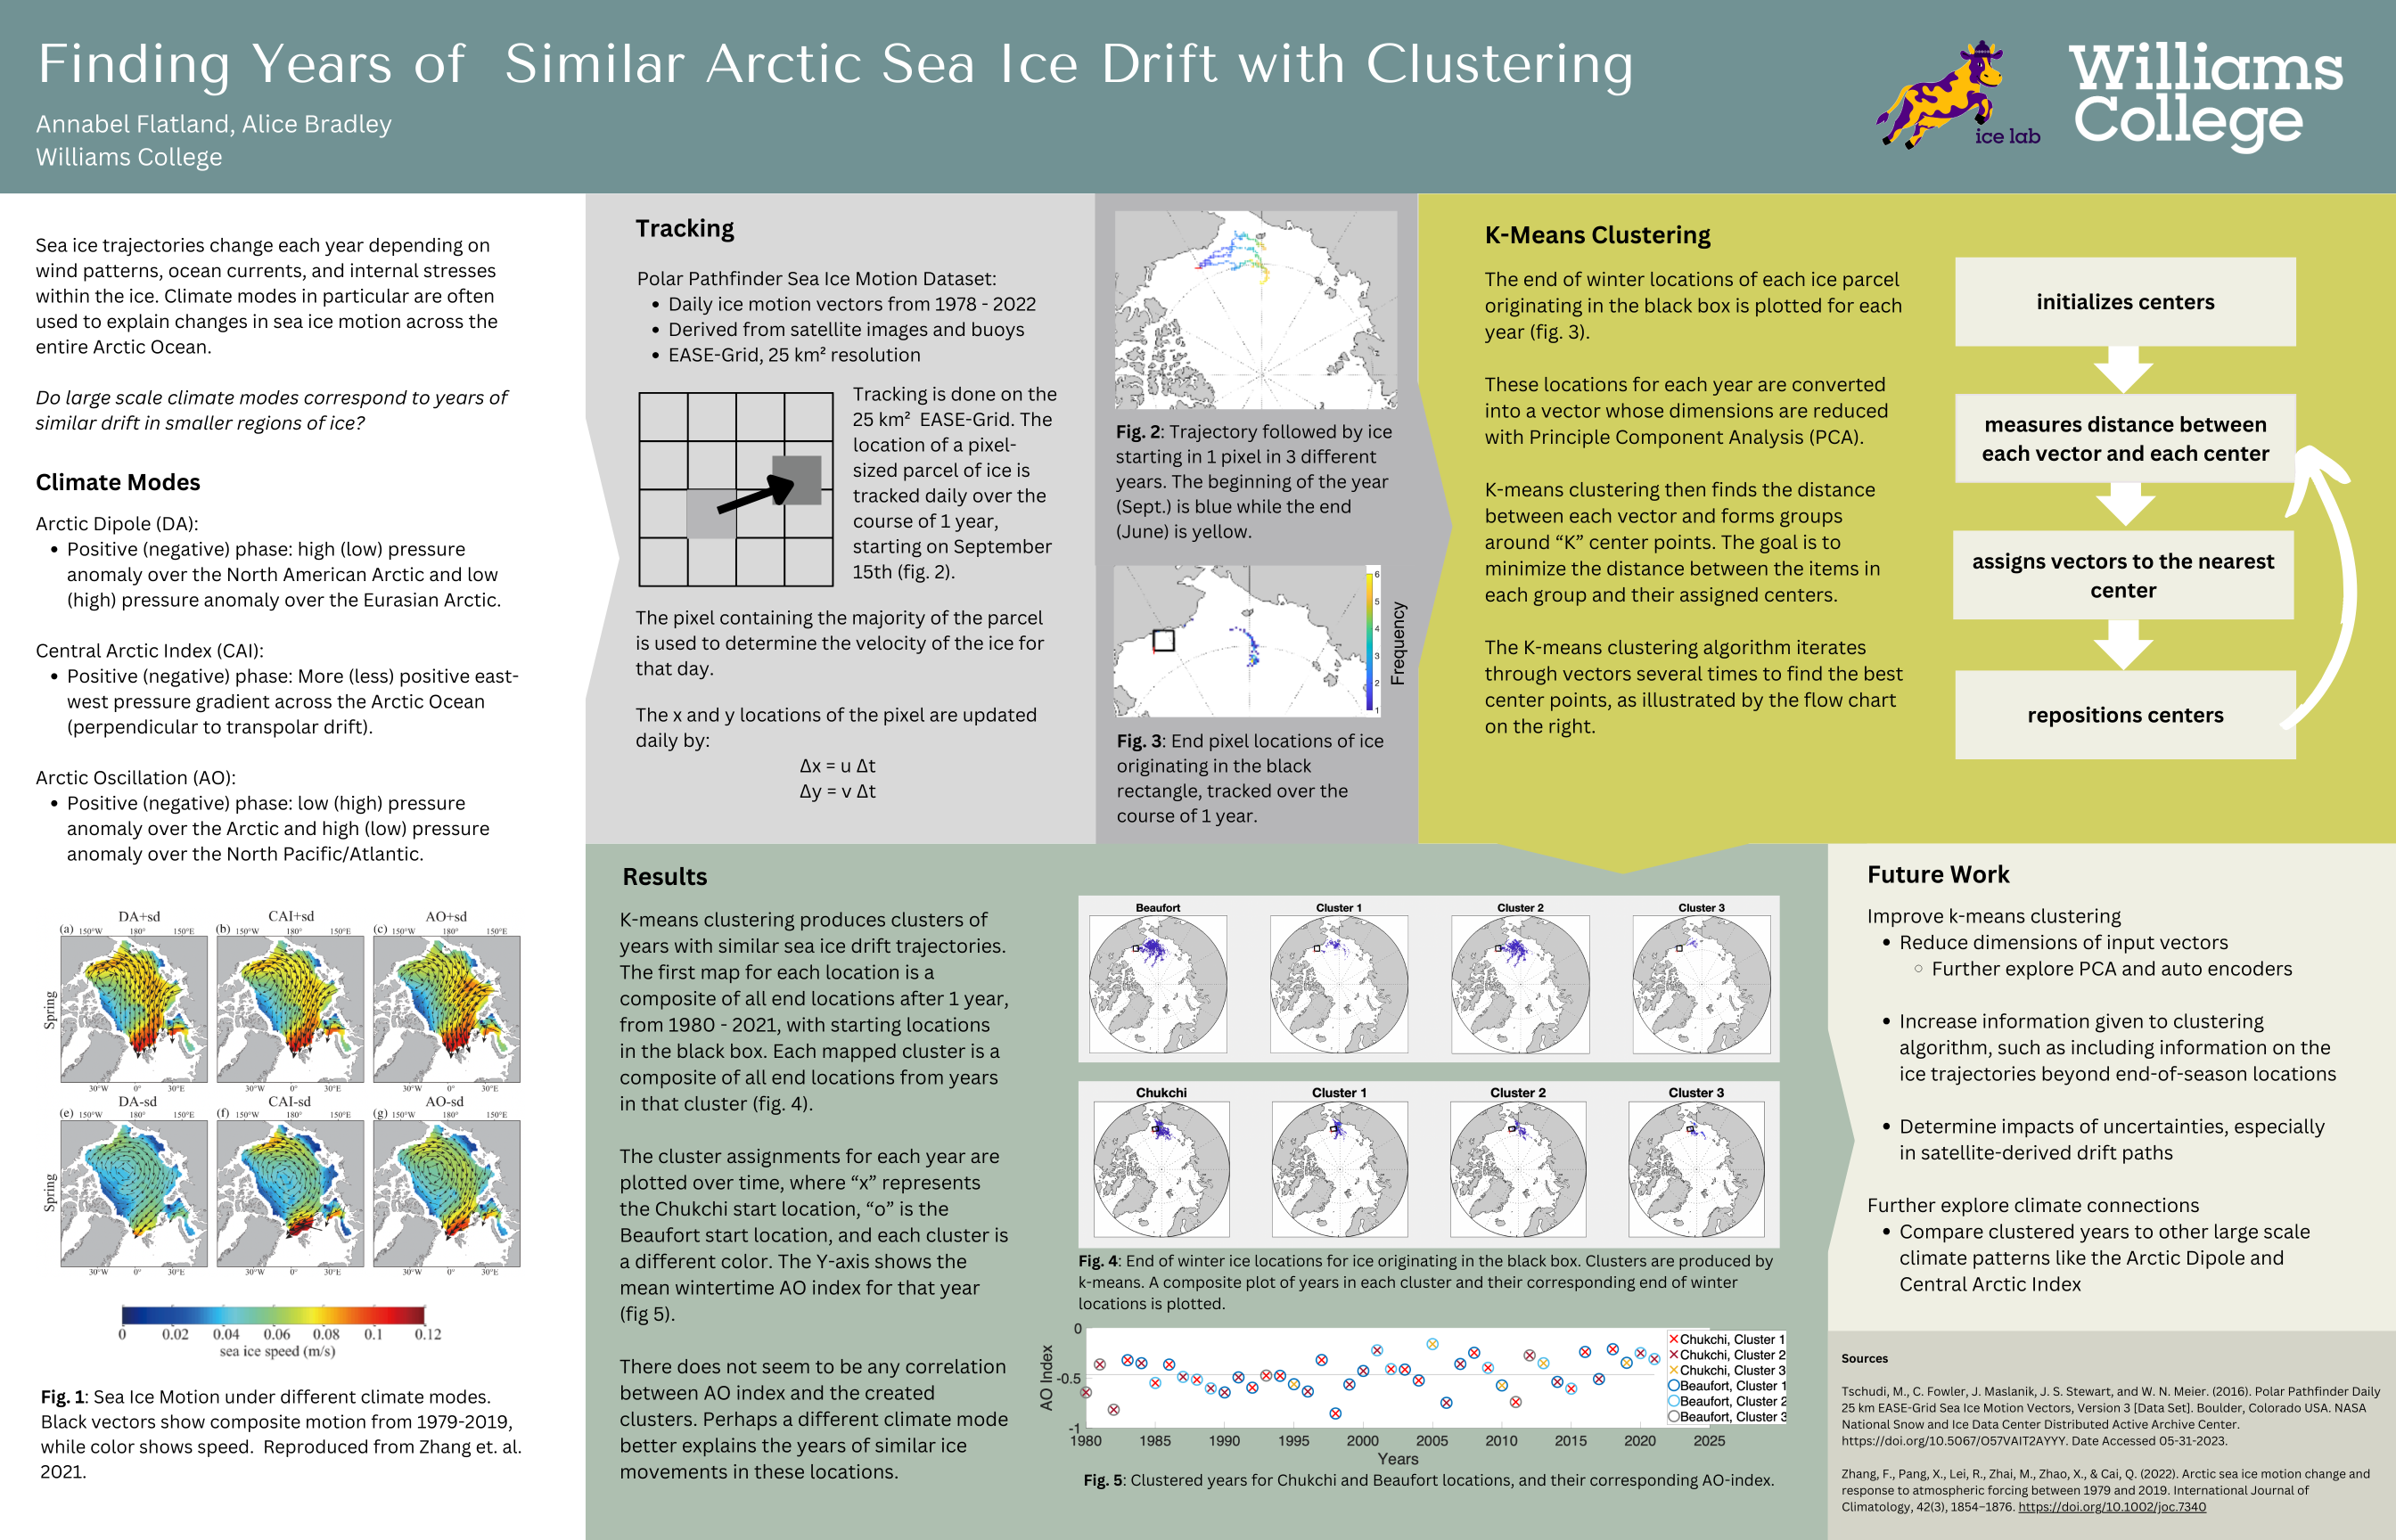 Finding Years of Similar Arctic Sea Ice Drift with Clustering
Annabel Flatland, Alice Bradley
Williams College
ice lab
Williams
College
Sea ice trajectories change each year depending on
wind patterns, ocean currents, and internal stresses
within the ice. Climate modes in particular are often
used to explain changes in sea ice motion across the
entire Arctic Ocean.
Do large scale climate modes correspond to years of
similar drift in smaller regions of ice?
Climate Modes
Arctic Dipole (DA):
• Positive (negative) phase: high (low) pressure
anomaly over the North American Arctic and low
(high) pressure anomaly over the Eurasian Arctic.
Central Arctic Index (CAI):
• Positive (negative) phase: More (less) positive east-
west pressure gradient across the Arctic Ocean
(perpendicular to transpolar drift).
Arctic Oscillation (AO):
• Positive (negative) phase: low (high) pressure
anomaly over the Arctic and high (low) pressure
anomaly over the North Pacific/Atlantic.
DA+sd CAI+sd AO+sd
(a) 150°W 180° 150°E (b) 150°W 180° 150°E (c) 150°W 180° 150°E
Spring
30°W 0° 30°E 30°W 0° 30°E 30°W 0° 30°E
DA-sd CAI-sd AO-sd
(e) 150°W 180° 150°E (f) 150°W 180° 150°E (g) 150°W 180° 150°E
Spring
30°W 0° 30°E 30°W 0° 30°E 30°W 0° 30°E
0 0.02 0.04 0.06 0.08 0.1 0.12
sea ice speed (m/s)
Fig. 1: Sea Ice Motion under different climate modes.
Black vectors show composite motion from 1979-2019,
while color shows speed. Reproduced from Zhang et. al.
2021.
Tracking
Polar Pathfinder Sea Ice Motion Dataset:
• Daily ice motion vectors from 1978 - 2022
• Derived from satellite images and buoys
• EASE-Grid, 25 km² resolution
Tracking is done on the
25 km² EASE-Grid. The
location of a pixel-
sized parcel of ice is
tracked daily over the
course of 1 year,
starting on September
15th (fig. 2).
The pixel containing the majority of the parcel
is used to determine the velocity of the ice for
that day.
The x and y locations of the pixel are updated
daily by:
Δx = u Δt
Δy = v Δt
Fig. 2: Trajectory followed by ice
starting in 1 pixel in 3 different
years. The beginning of the year
(Sept.) is blue while the end
(June) is yellow.
6
5
4
3
2
1
Frequency
Fig. 3: End pixel locations of ice
originating in the black
rectangle, tracked over the
course of 1 year.
K-Means Clustering
The end of winter locations of each ice parcel
originating in the black box is plotted for each
year (fig. 3).
These locations for each year are converted
into a vector whose dimensions are reduced
with Principle Component Analysis (PCA).
K-means clustering then finds the distance
between each vector and forms groups
around “K” center points. The goal is to
minimize the distance between the items in
each group and their assigned centers.
The K-means clustering algorithm iterates
through vectors several times to find the best
center points, as illustrated by the flow chart
on the right.
initializes centers
measures distance between
each vector and each center
assigns vectors to the nearest
center
repositions centers
Results
K-means clustering produces clusters of
years with similar sea ice drift trajectories.
The first map for each location is a
composite of all end locations after 1 year,
from 1980 - 2021, with starting locations
in the black box. Each mapped cluster is a
composite of all end locations from years
in that cluster (fig. 4).
The cluster assignments for each year are
plotted over time, where “x” represents
the Chukchi start location, “o” is the
Beaufort start location, and each cluster is
a different color. The Y-axis shows the
mean wintertime AO index for that year
(fig 5).
There does not seem to be any correlation
between AO index and the created
clusters. Perhaps a different climate mode
better explains the years of similar ice
movements in these locations.
Beaufort Cluster 1 Cluster 2 Cluster 3
Chukchi Cluster 1 Cluster 2 Cluster 3
Fig. 4: End of winter ice locations for ice originating in the black box. Clusters are produced by
k-means. A composite plot of years in each cluster and their corresponding end of winter
locations is plotted.
0
-0.5
-1
AO Index
Chukchi, Cluster 1
Chukchi, Cluster 2
Chukchi, Cluster 3
Beaufort, Cluster 1
Beaufort, Cluster 2
Beaufort, Cluster 3
1980 1985 1990 1995 2000 2005 2010 2015 2020 2025
Years
Fig. 5: Clustered years for Chukchi and Beaufort locations, and their corresponding AO-index.
Future Work
Improve k-means clustering
• Reduce dimensions of input vectors
○ Further explore PCA and auto encoders
• Increase information given to clustering
algorithm, such as including information on the
ice trajectories beyond end-of-season locations
• Determine impacts of uncertainties, especially
in satellite-derived drift paths
Further explore climate connections
• Compare clustered years to other large scale
climate patterns like the Arctic Dipole and
Central Arctic Index
Sources
Tschudi, M., C. Fowler, J. Maslanik, J. S. Stewart, and W. N. Meier. (2016). Polar Pathfinder Daily
25 km EASE-Grid Sea Ice Motion Vectors, Version 3 [Data Set]. Boulder, Colorado USA. NASA
National Snow and Ice Data Center Distributed Active Archive Center.
https://doi.org/10.5067/O57VAIT2AYYY. Date Accessed 05-31-2023.
Zhang, F., Pang, X., Lei, R., Zhai, M., Zhao, X., & Cai, Q. (2022). Arctic sea ice motion change and
response to atmospheric forcing between 1979 and 2019. International Journal of
Climatology, 42(3), 1854–1876. https://doi.org/10.1002/joc.7340